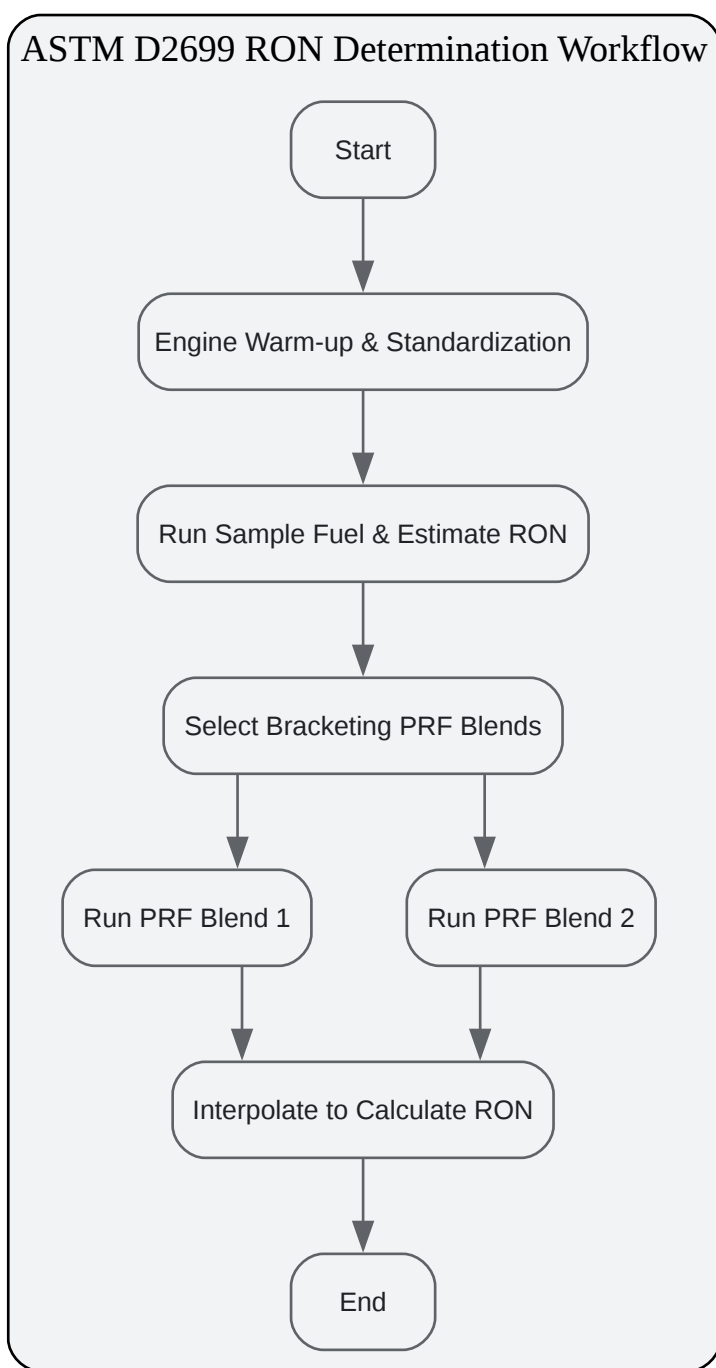 ASTM D2699 RON Determination Workflow
Start
Engine Warm-up & Standardization
Run Sample Fuel & Estimate RON
Select Bracketing PRF Blends
Run PRF Blend 1
Run PRF Blend 2
Interpolate to Calculate RON
End